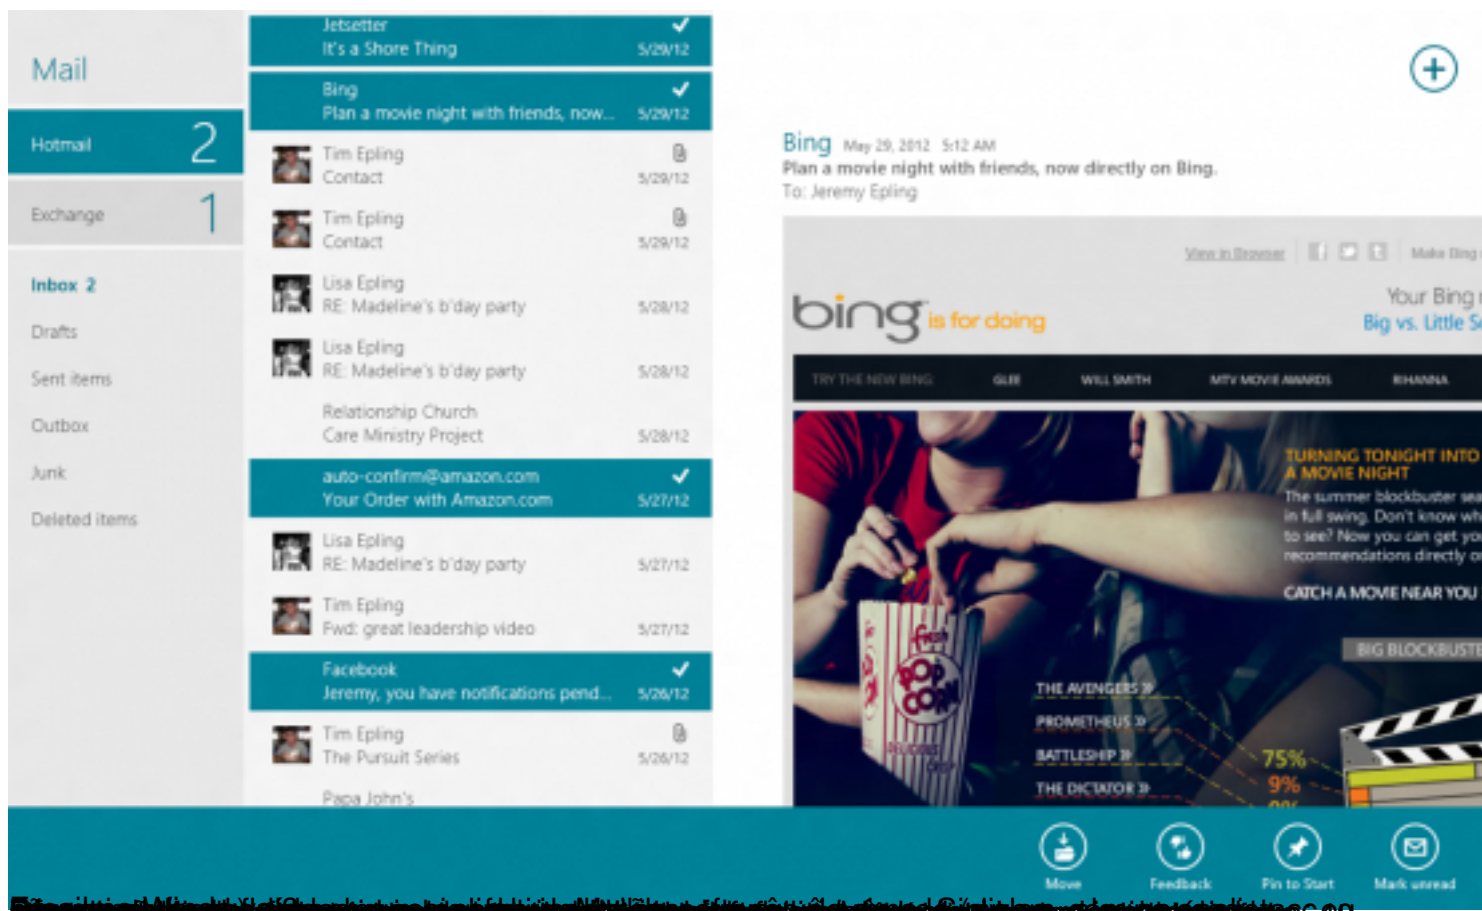 Mail
Hotmail 2
Exchange 1
Inbox 2
Drafts
Sent items
Outbox
Junk
Deleted items
Jetsetter
It's a Shore Thing 5/29/12
Bing
Plan a movie night with friends, now... 5/29/12
Tim Epling
Contact 5/29/12
Tim Epling
Contact 5/29/12
Lisa Epling
RE: Madeline's b'day party 5/28/12
Lisa Epling
RE: Madeline's b'day party 5/28/12
Relationship Church
Care Ministry Project 5/28/12
auto-confirm@amazon.com
Your Order with Amazon.com 5/27/12
Lisa Epling
RE: Madeline's b'day party 5/27/12
Tim Epling
Fwd: great leadership video 5/27/12
Facebook
Jeremy, you have notifications pend... 5/26/12
Tim Epling
The Pursuit Series 5/26/12
Papa John's
Bing May 29, 2012 5:12 AM
Plan a movie night with friends, now directly on Bing.
To: Jeremy Epling
View in Browser Make Bing
Your Bing
bing is for doing
Big vs. Little
TRY THE NEW BING: GLEE WILL SMITH MTV MOVIE AWARDS RIHANNA
TURNING TONIGHT INTO
A MOVIE NIGHT
The summer blockbuster
in full swing. Don't know
to see? Now you can get
recommendations directly
CATCH A MOVIE NEAR YOU
BIG BLOCKBUSTE
fresh
POP
CORN
DELICIOUS
THE AVENGERS »
PROMETHEUS »
BATTLESHIP » 75%
THE DICTATOR » 9%
Move
Feedback
Pin to Start
Mark unread